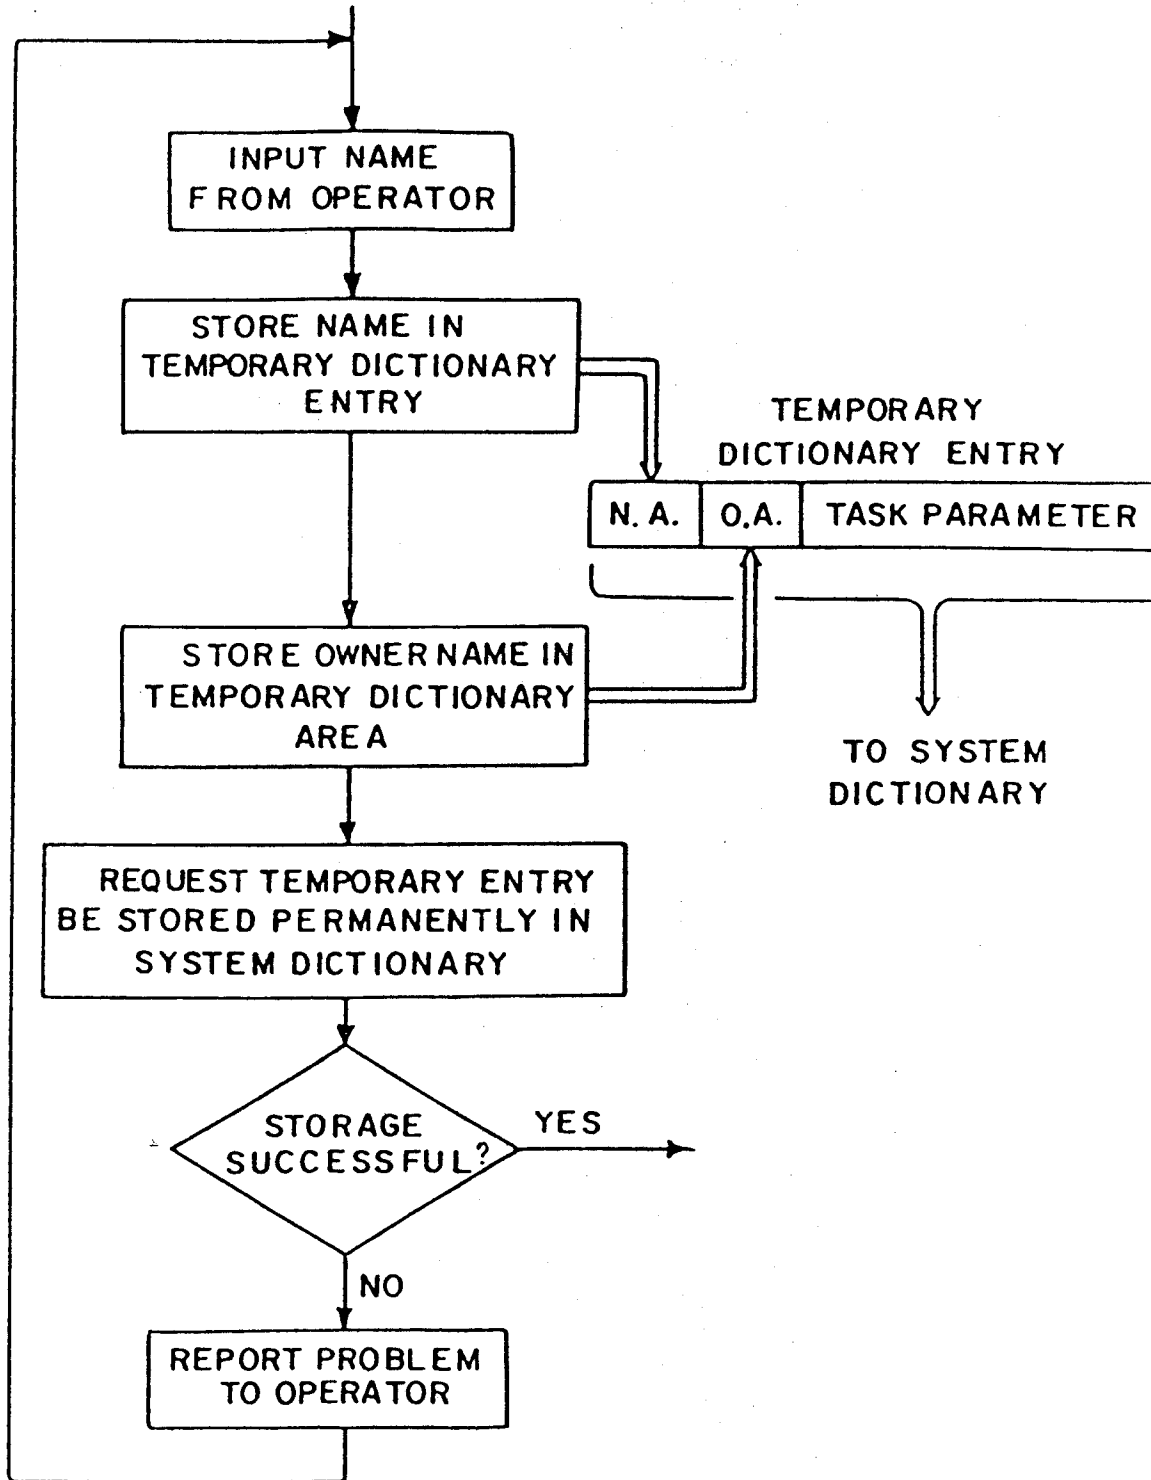 INPUT NAME
FROM OPERATOR
STORE NAME IN
TEMPORARY DICTIONARY
ENTRY
TEMPORARY
DICTIONARY ENTRY
N.A. O.A. TASK PARAMETER
STORE OWNER NAME IN
TEMPORARY DICTIONARY
AREA
TO SYSTEM
DICTIONARY
REQUEST TEMPORARY ENTRY
BE STORED PERMANENTLY IN
SYSTEM DICTIONARY
STORAGE
SUCCESSFUL?
YES
NO
REPORT PROBLEM
TO OPERATOR